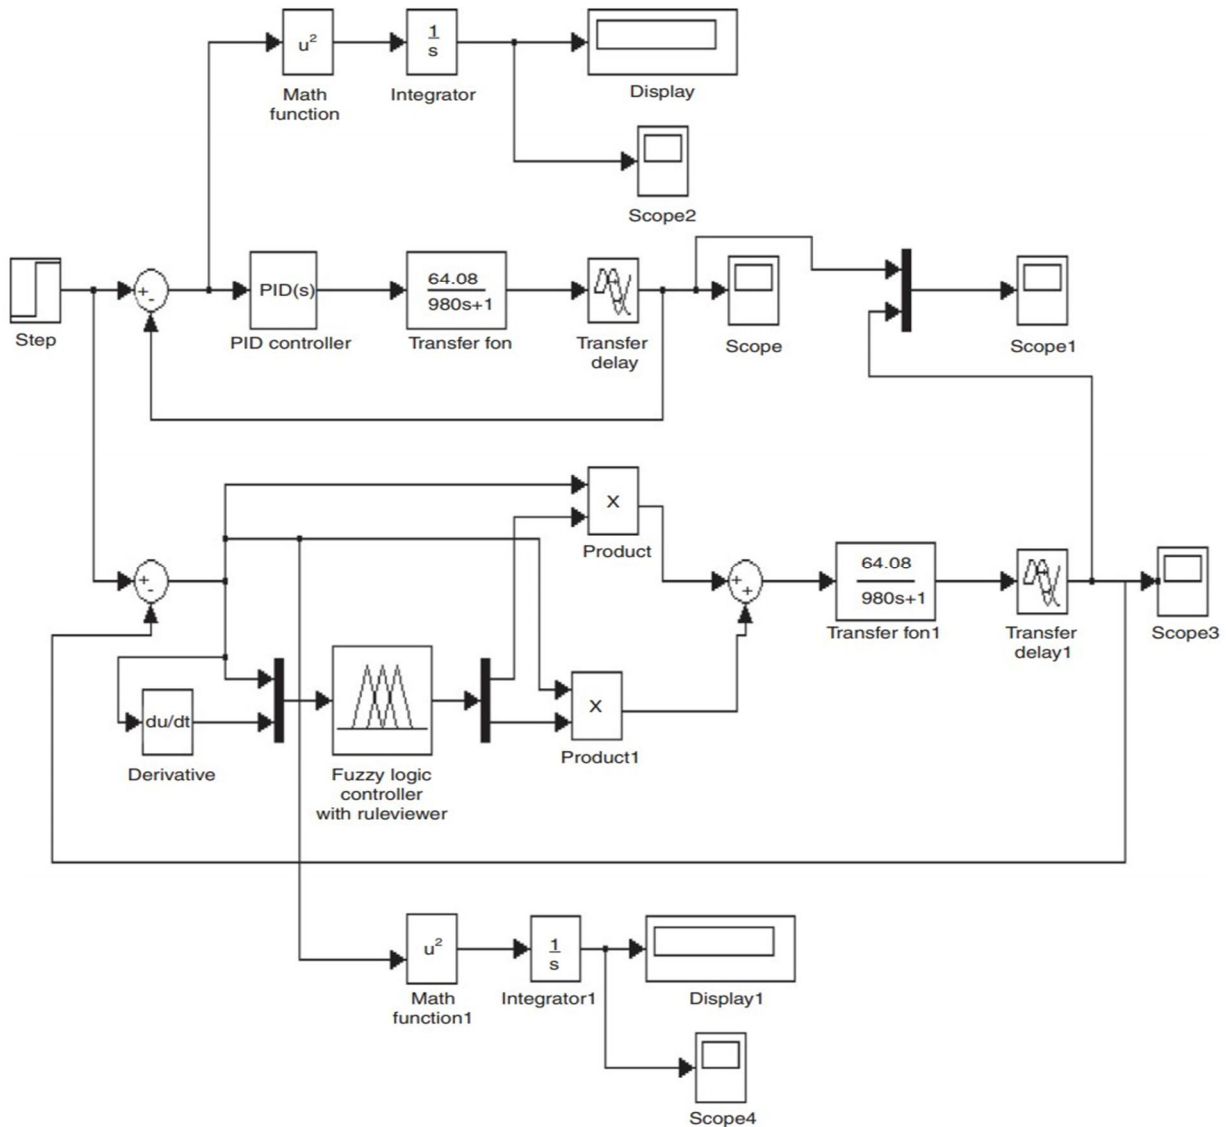 u²
1
s
Math
function
Integrator
Display
Scope2
Step
+
-
PID(s)
PID controller
64.08
980s+1
Transfer fon
Transfer
delay
Scope
Scope1
X
Product
+
-
+
+
64.08
980s+1
Transfer fon1
Transfer
delay1
Scope3
du/dt
Derivative
Fuzzy logic
controller
with ruleviewer
X
Product1
u²
1
s
Math
function1
Integrator1
Display1
Scope4